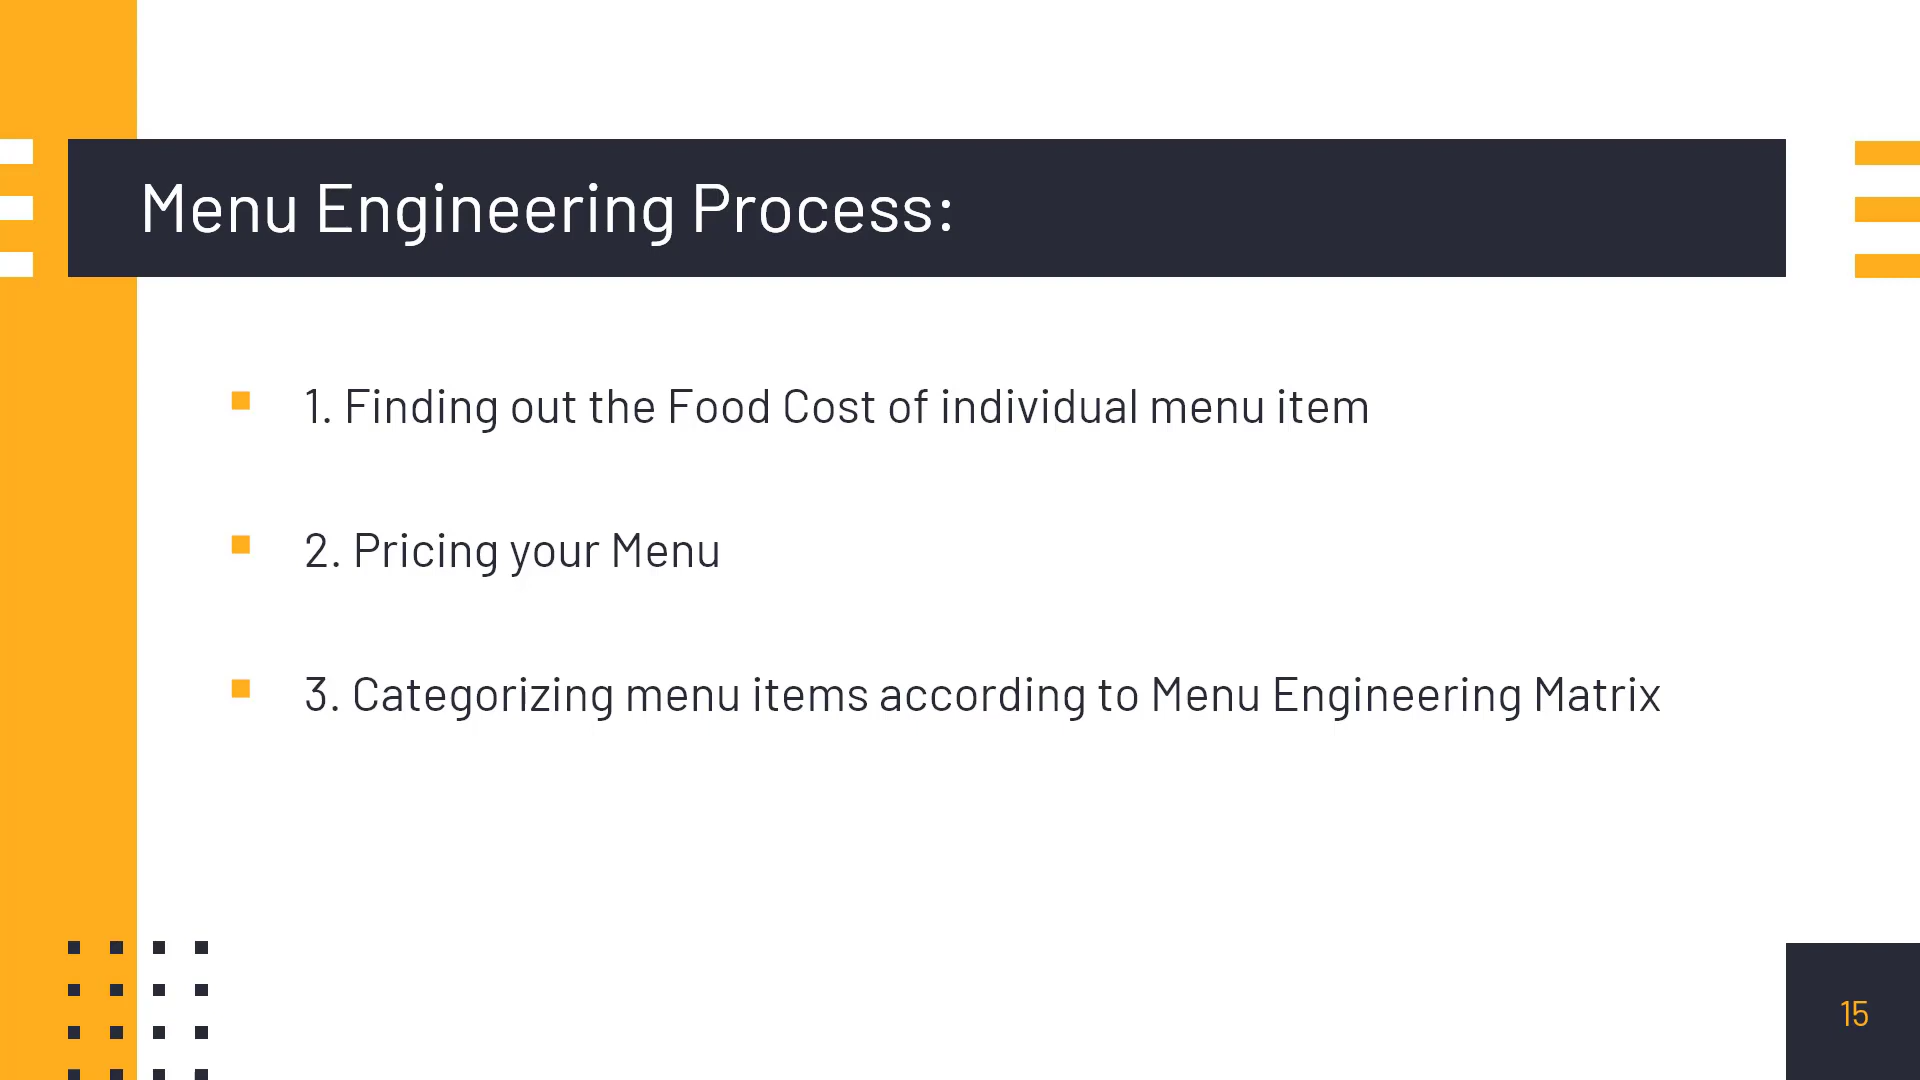 Menu Engineering Process:
1. Finding out the Food Cost of individual menu item
2. Pricing your Menu
3. Categorizing menu items according to Menu Engineering Matrix
15